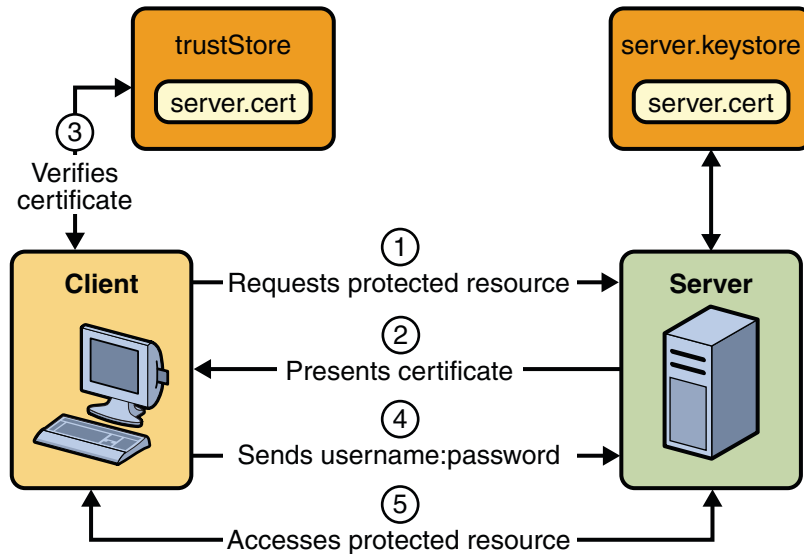 trustStore
server.cert
server.keystore
server.cert
3
Verifies
certificate
Client
Server
1
Requests protected resource
2
Presents certificate
4
Sends username:password
5
Accesses protected resource